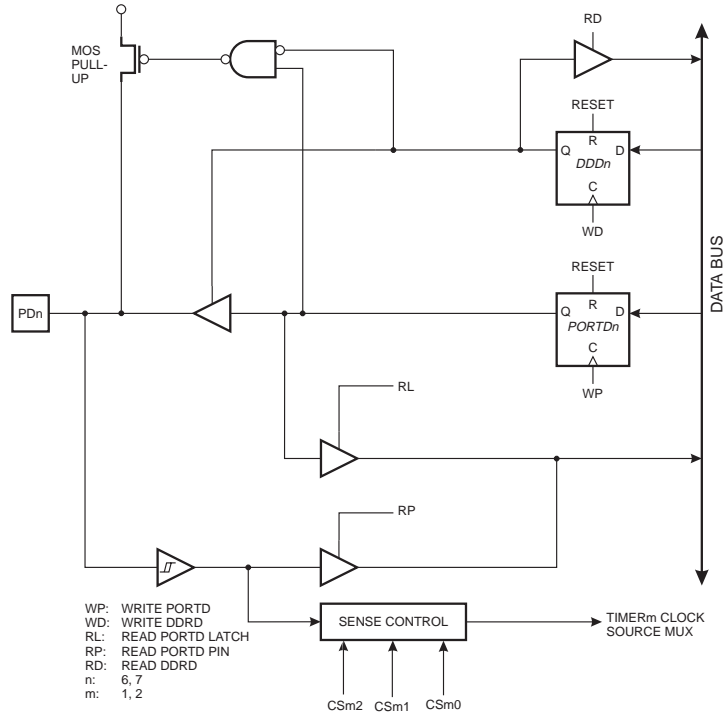 RD
MOS
PULL-
UP
RESET
R
Q
D
DDDn
C
WD
DATA BUS
RESET
R
PDn
Q
D
PORTDn
C
WP
RL
RP
WP: WRITE PORTD
WD: WRITE DDRD
RL: READ PORTD LATCH
RP: READ PORTD PIN
RD: READ DDRD
n: 6, 7
m: 1, 2
SENSE CONTROL
TIMERm CLOCK
SOURCE MUX
CSm2
CSm1
CSm0